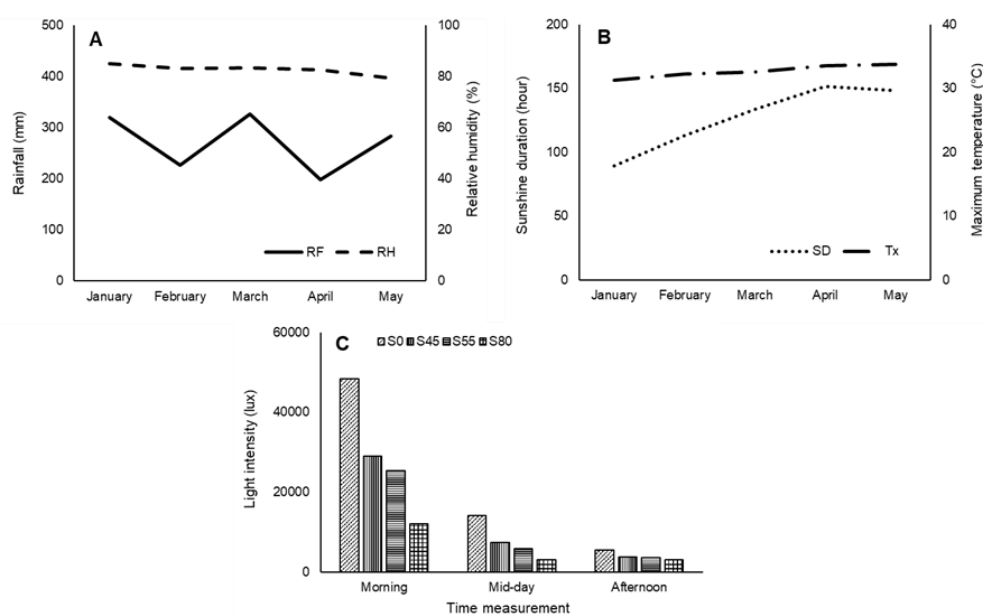 A
Rainfall (mm)
500
400
300
200
100
0
Relative humidity (%)
100
80
60
40
20
0
RF RH
January February March April May
B
Sunshine duration (hour)
200
150
100
50
0
Maximum temperature (°C)
40
30
20
10
0
SD Tx
January February March April May
C
S0 S45 S55 S80
Light intensity (lux)
60000
40000
20000
0
Morning Mid-day Afternoon
Time measurement